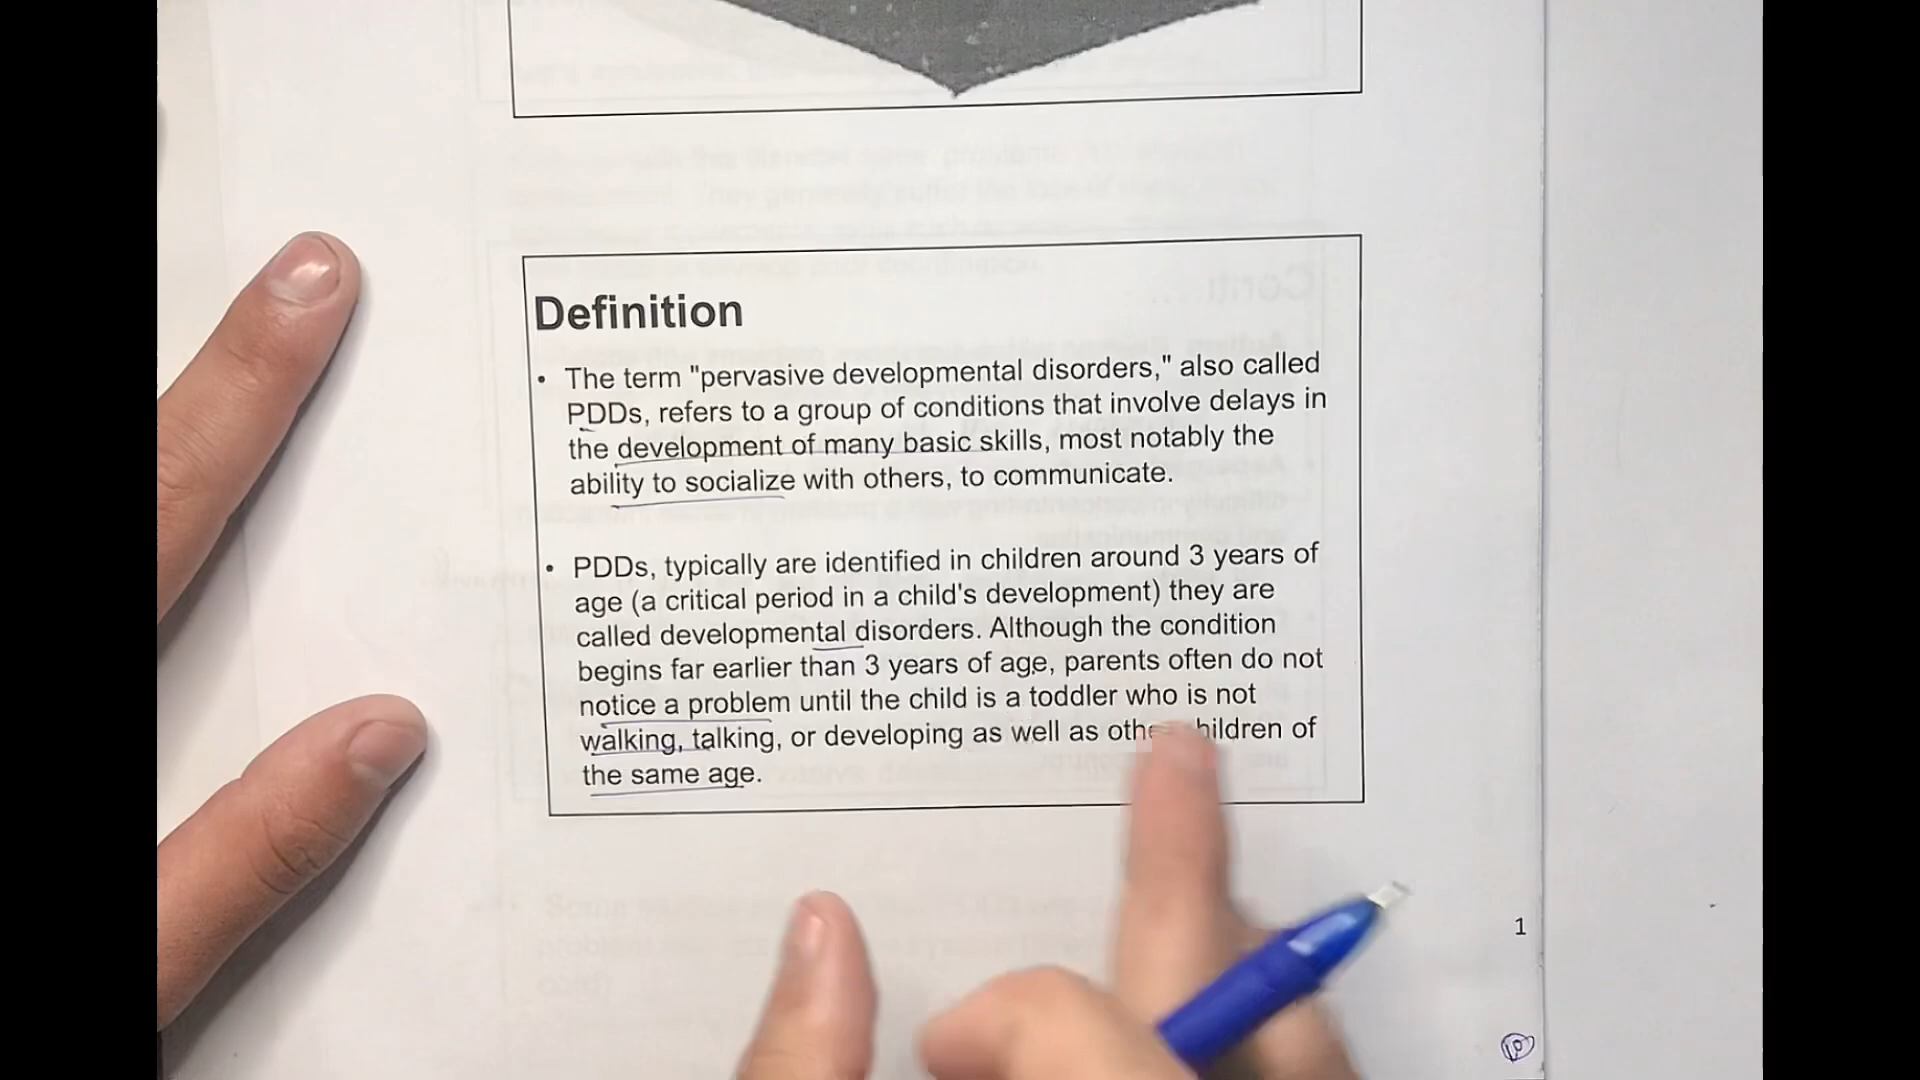 Definition
• The term "pervasive developmental disorders," also called
PDDs, refers to a group of conditions that involve delays in
the development of many basic skills, most notably the
ability to socialize with others, to communicate.
• PDDs, typically are identified in children around 3 years of
age (a critical period in a child's development) they are
called developmental disorders. Although the condition
begins far earlier than 3 years of age, parents often do not
notice a problem until the child is a toddler who is not
walking, talking, or developing as well as other children of
the same age.
1